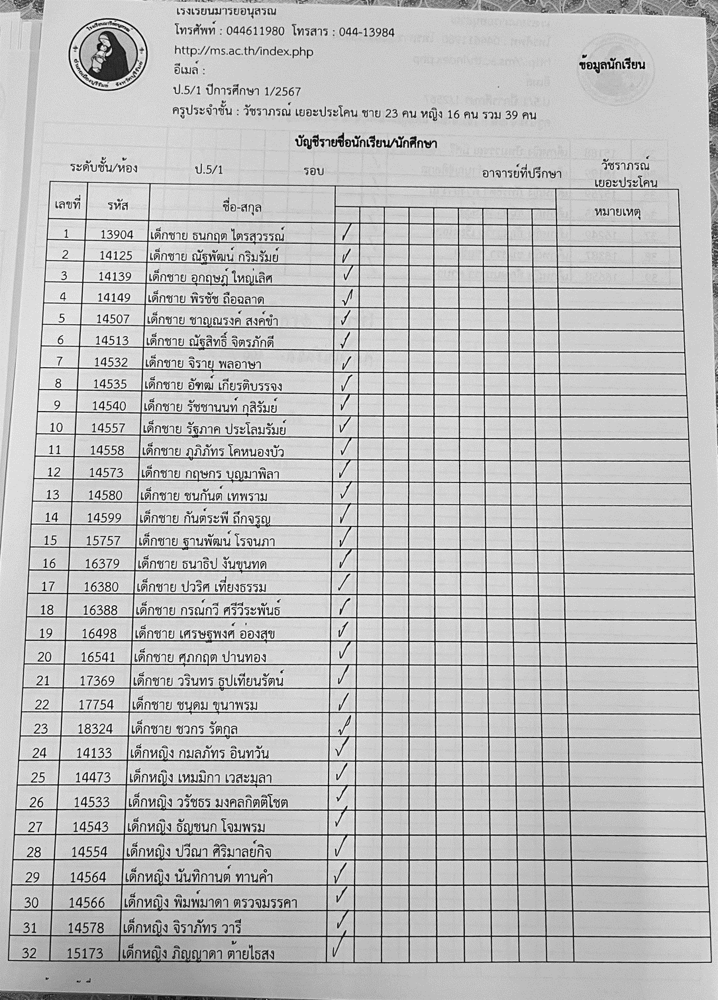 โรงเรียนมารีย์อนุสรณ์
โทรศัพท์ : 044611980 โทรสาร : 044-13984
http://ms.ac.th/index.php
อีเมล์ :
ป.5/1 ปีการศึกษา 1/2567
ครูประจำชั้น : วัชราภรณ์ เยอะประโคน ชาย 23 คน หญิง 16 คน รวม 39 คน
ข้อมูลนักเรียน
บัญชีรายชื่อนักเรียน/นักศึกษา
ระดับชั้น/ห้อง ป.5/1 รอบ อาจารย์ที่ปรึกษา วัชราภรณ์ เยอะประโคน
เลขที่ รหัส ชื่อ-สกุล หมายเหตุ
1 13904 เด็กชาย ธนกฤต ไตรสุวรรณ์ ✓
2 14125 เด็กชาย ณัฐพัฒน์ กริมรัมย์ ✓
3 14139 เด็กชาย อุกฤษฎ์ ใหญ่เลิศ ✓
4 14149 เด็กชาย พิรชัช ถือฉลาด ✓
5 14507 เด็กชาย ชาญณรงค์ สงค์ขำ ✓
6 14513 เด็กชาย ณัฐสิทธิ์ จิตรภักดี ✓
7 14532 เด็กชาย จิรายุ พลอาษา ✓
8 14535 เด็กชาย อัฑฒ์ เกียรติบรรจง ✓
9 14540 เด็กชาย รัชชานนท์ กุสิรัมย์ ✓
10 14557 เด็กชาย รัฐภาค ประโลมรัมย์ ✓
11 14558 เด็กชาย ภูภิภัทร โคหนองบัว ✓
12 14573 เด็กชาย กฤษกร บุญมาพิลา ✓
13 14580 เด็กชาย ชนกันต์ เทพราม ✓
14 14599 เด็กชาย กันต์ระพี ถึกจรูญ ✓
15 15757 เด็กชาย ฐานพัฒน์ โรจนภา ✓
16 16379 เด็กชาย ธนาธิป งันขุนทด ✓
17 16380 เด็กชาย ปวริศ เที่ยงธรรม ✓
18 16388 เด็กชาย กรณ์กวี ศรีวีระพันธ์ ✓
19 16498 เด็กชาย เศรษฐพงศ์ อ่องสุข ✓
20 16541 เด็กชาย ศุภกฤต ปานทอง ✓
21 17369 เด็กชาย วรินทร ธูปเทียนรัตน์ ✓
22 17754 เด็กชาย ชนุดม ขุนาพรม ✓
23 18324 เด็กชาย ชวกร รัตกูล ✓
24 14133 เด็กหญิง กมลภัทร อินทวัน ✓
25 14473 เด็กหญิง เหมมิกา เวสะมุลา ✓
26 14533 เด็กหญิง วรัชธร มงคลกิตติโชต ✓
27 14543 เด็กหญิง ธัญชนก โจมพรม ✓
28 14554 เด็กหญิง ปวีณา ศิริมาลย์กิจ ✓
29 14564 เด็กหญิง นันทิกานต์ ทานคำ ✓
30 14566 เด็กหญิง พิมพ์มาดา ตรวจมรรคา ✓
31 14578 เด็กหญิง จิราภัทร วารี ✓
32 15173 เด็กหญิง ภิญญาดา ต้ายไธสง ✓